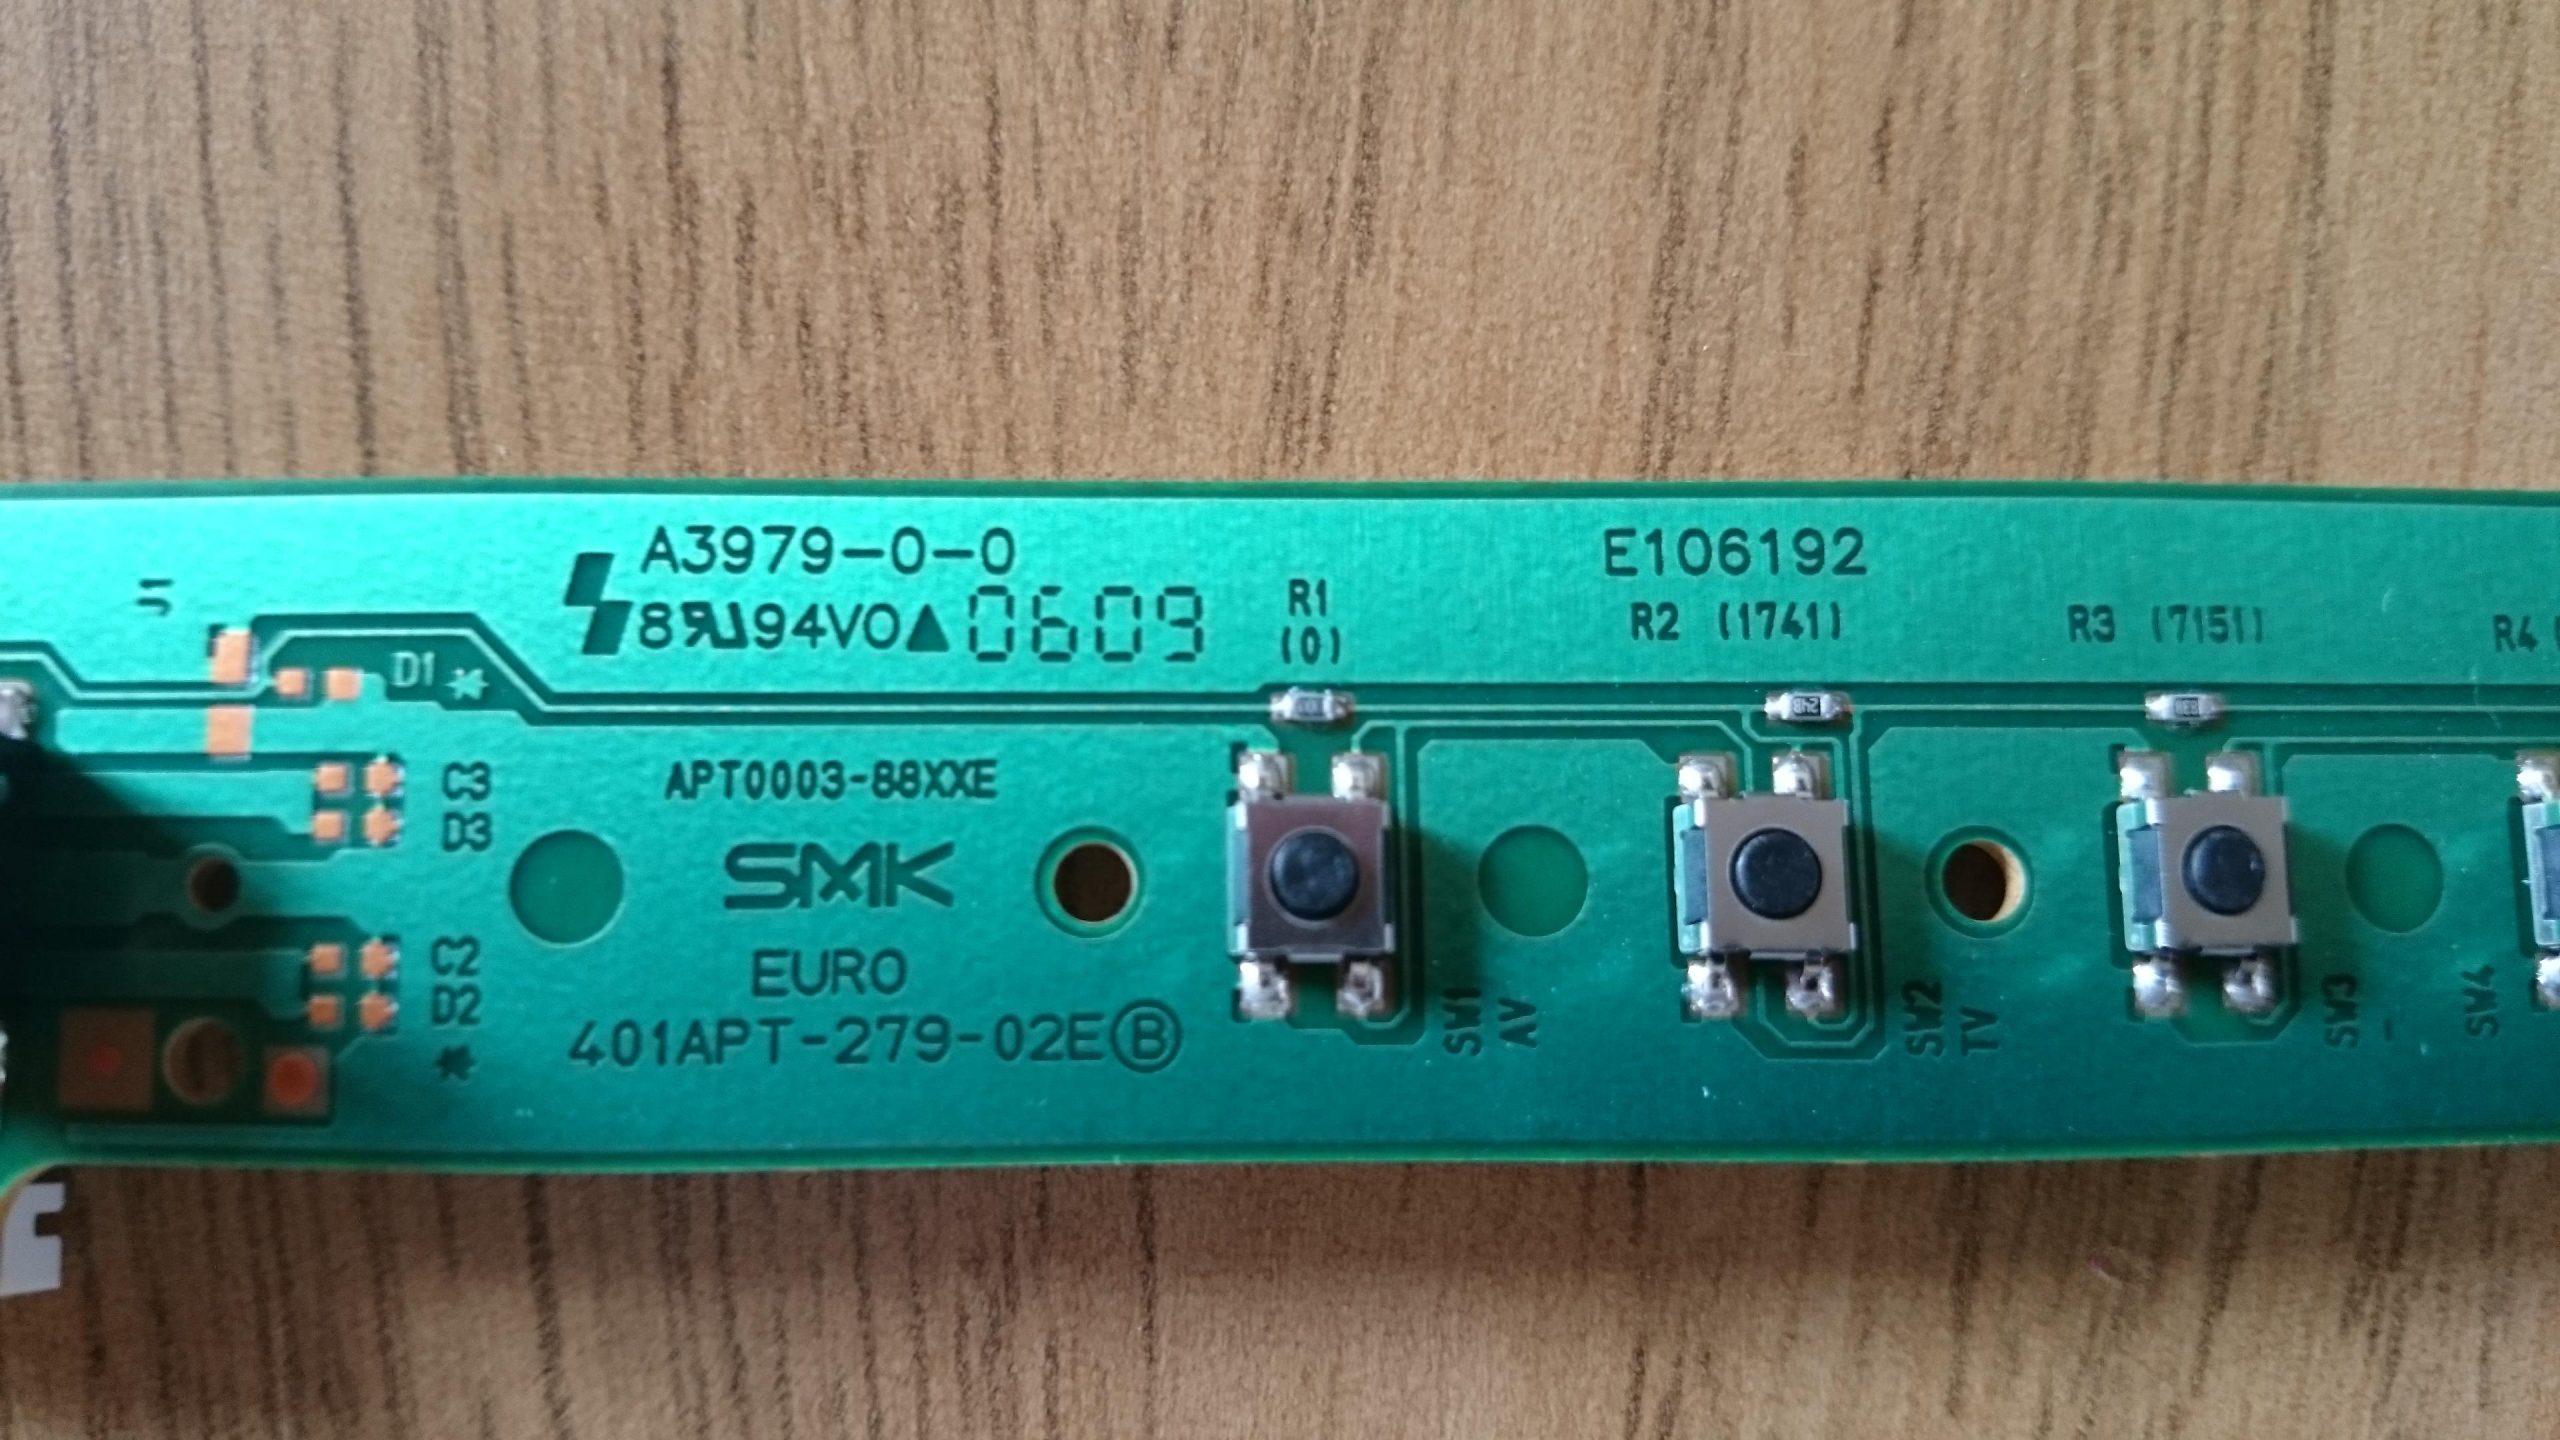 A3979-0-0
E106192
8 94V0▲ 0609
R1
(0)
R2 (1741)
R3 (7151)
R4 (
J1
D1
APT0003-88XXE
C3
D3
SMK
EURO
C2
D2
401APT-279-02E Ⓑ
SW1
AV
SW2
TV
SW3
-
SW4